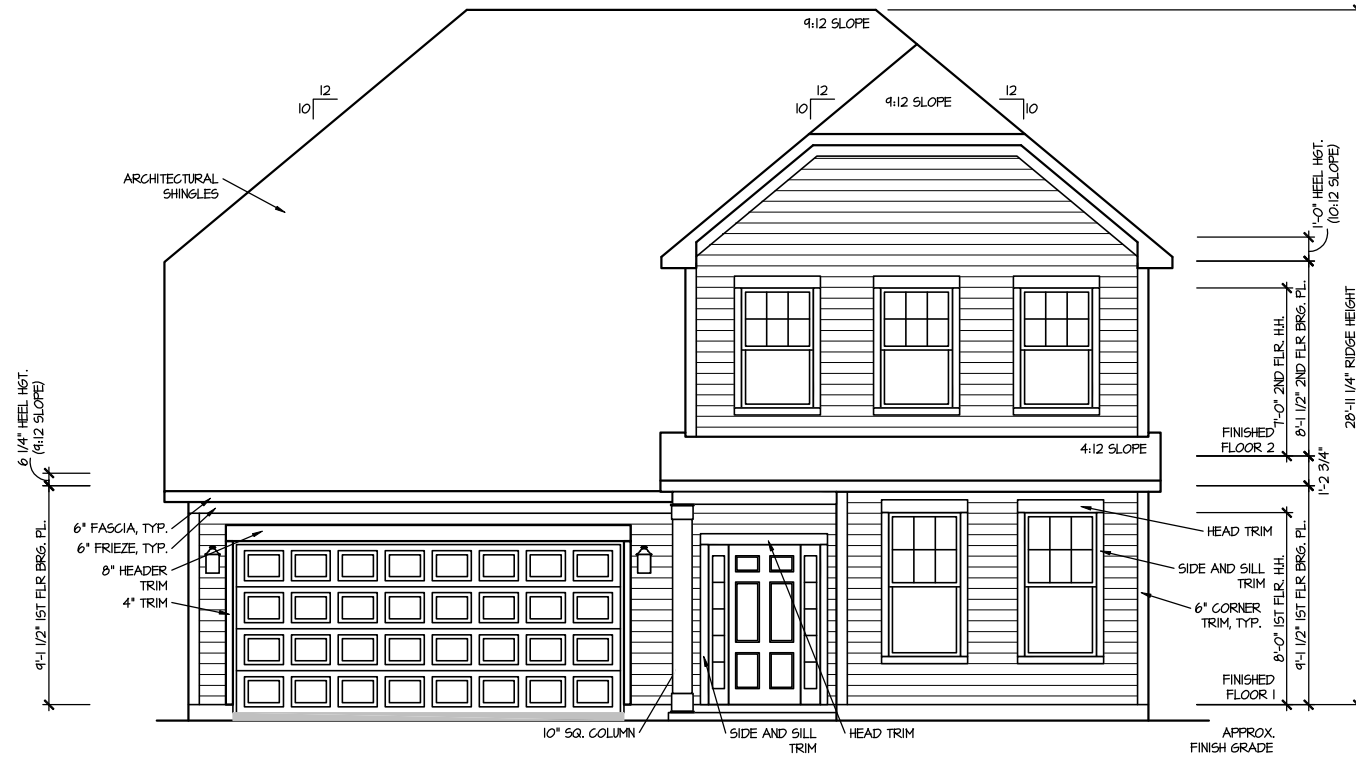 9:12 SLOPE
12
10
12
10
9:12 SLOPE
12
10
ARCHITECTURAL
SHINGLES
1'-0" HEEL HGT.
(10:12 SLOPE)
28'-11 1/4" RIDGE HEIGHT
7'-0" 2ND FLR. H.H.
8'-1 1/2" 2ND FLR BRG. PL.
FINISHED
FLOOR 2
4:12 SLOPE
1'-2 3/4"
6 1/4" HEEL HGT.
(9:12 SLOPE)
9'-1 1/2" 1ST FLR BRG. PL.
6" FASCIA, TYP.
6" FRIEZE, TYP.
8" HEADER
TRIM
4" TRIM
HEAD TRIM
SIDE AND SILL
TRIM
6" CORNER
TRIM, TYP.
8'-0" 1ST FLR. H.H.
9'-1 1/2" 1ST FLR BRG. PL.
FINISHED
FLOOR 1
10" SQ. COLUMN
SIDE AND SILL
TRIM
HEAD TRIM
APPROX.
FINISH GRADE